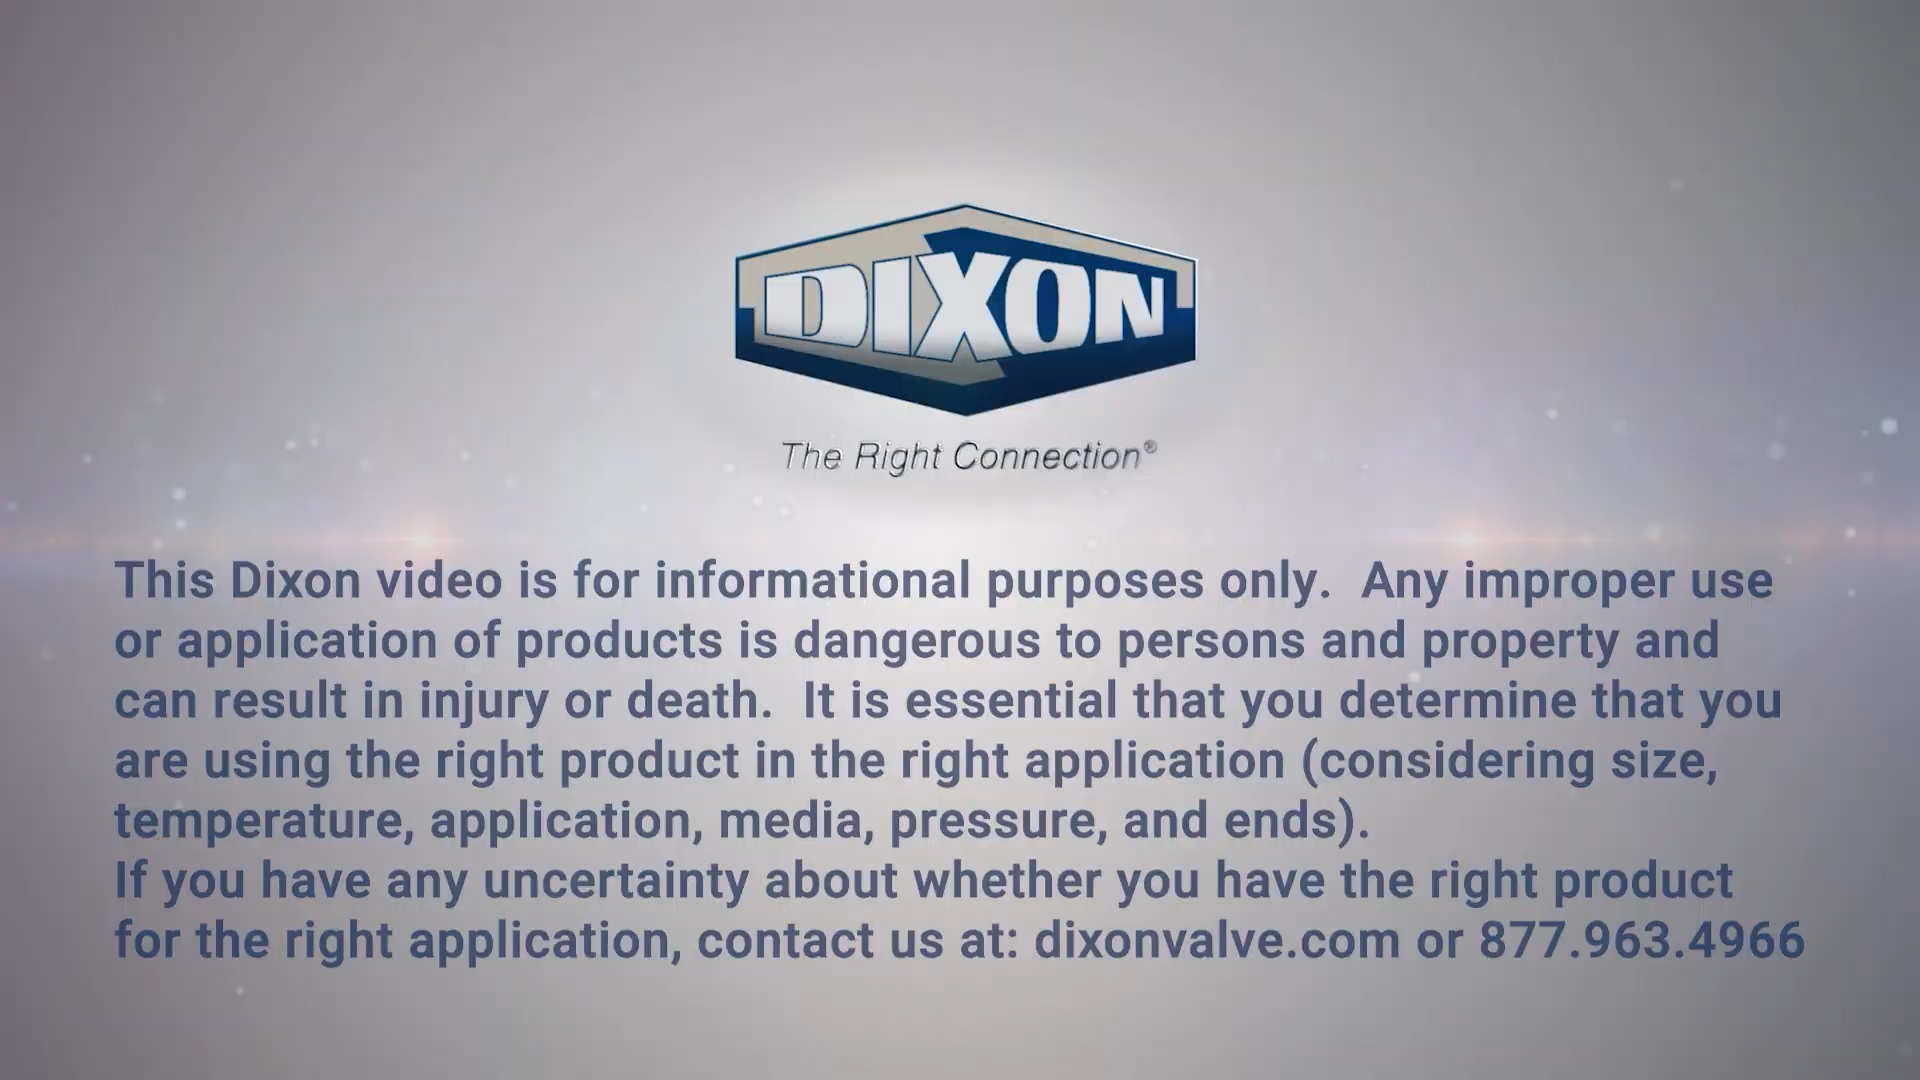 DIXON
The Right Connection®
This Dixon video is for informational purposes only.  Any improper use
or application of products is dangerous to persons and property and
can result in injury or death.  It is essential that you determine that you
are using the right product in the right application (considering size,
temperature, application, media, pressure, and ends).
If you have any uncertainty about whether you have the right product
for the right application, contact us at: dixonvalve.com or 877.963.4966